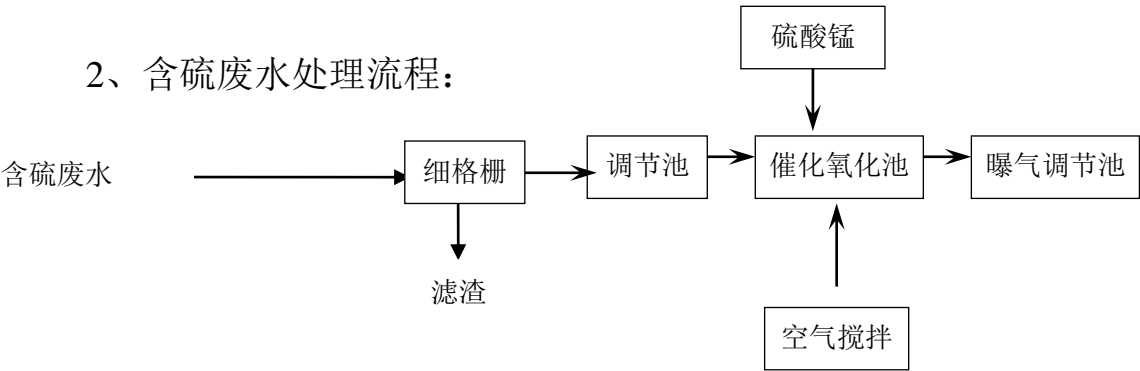 硫酸锰
2、含硫废水处理流程：
含硫废水
细格栅
调节池
催化氧化池
曝气调节池
滤渣
空气搅拌